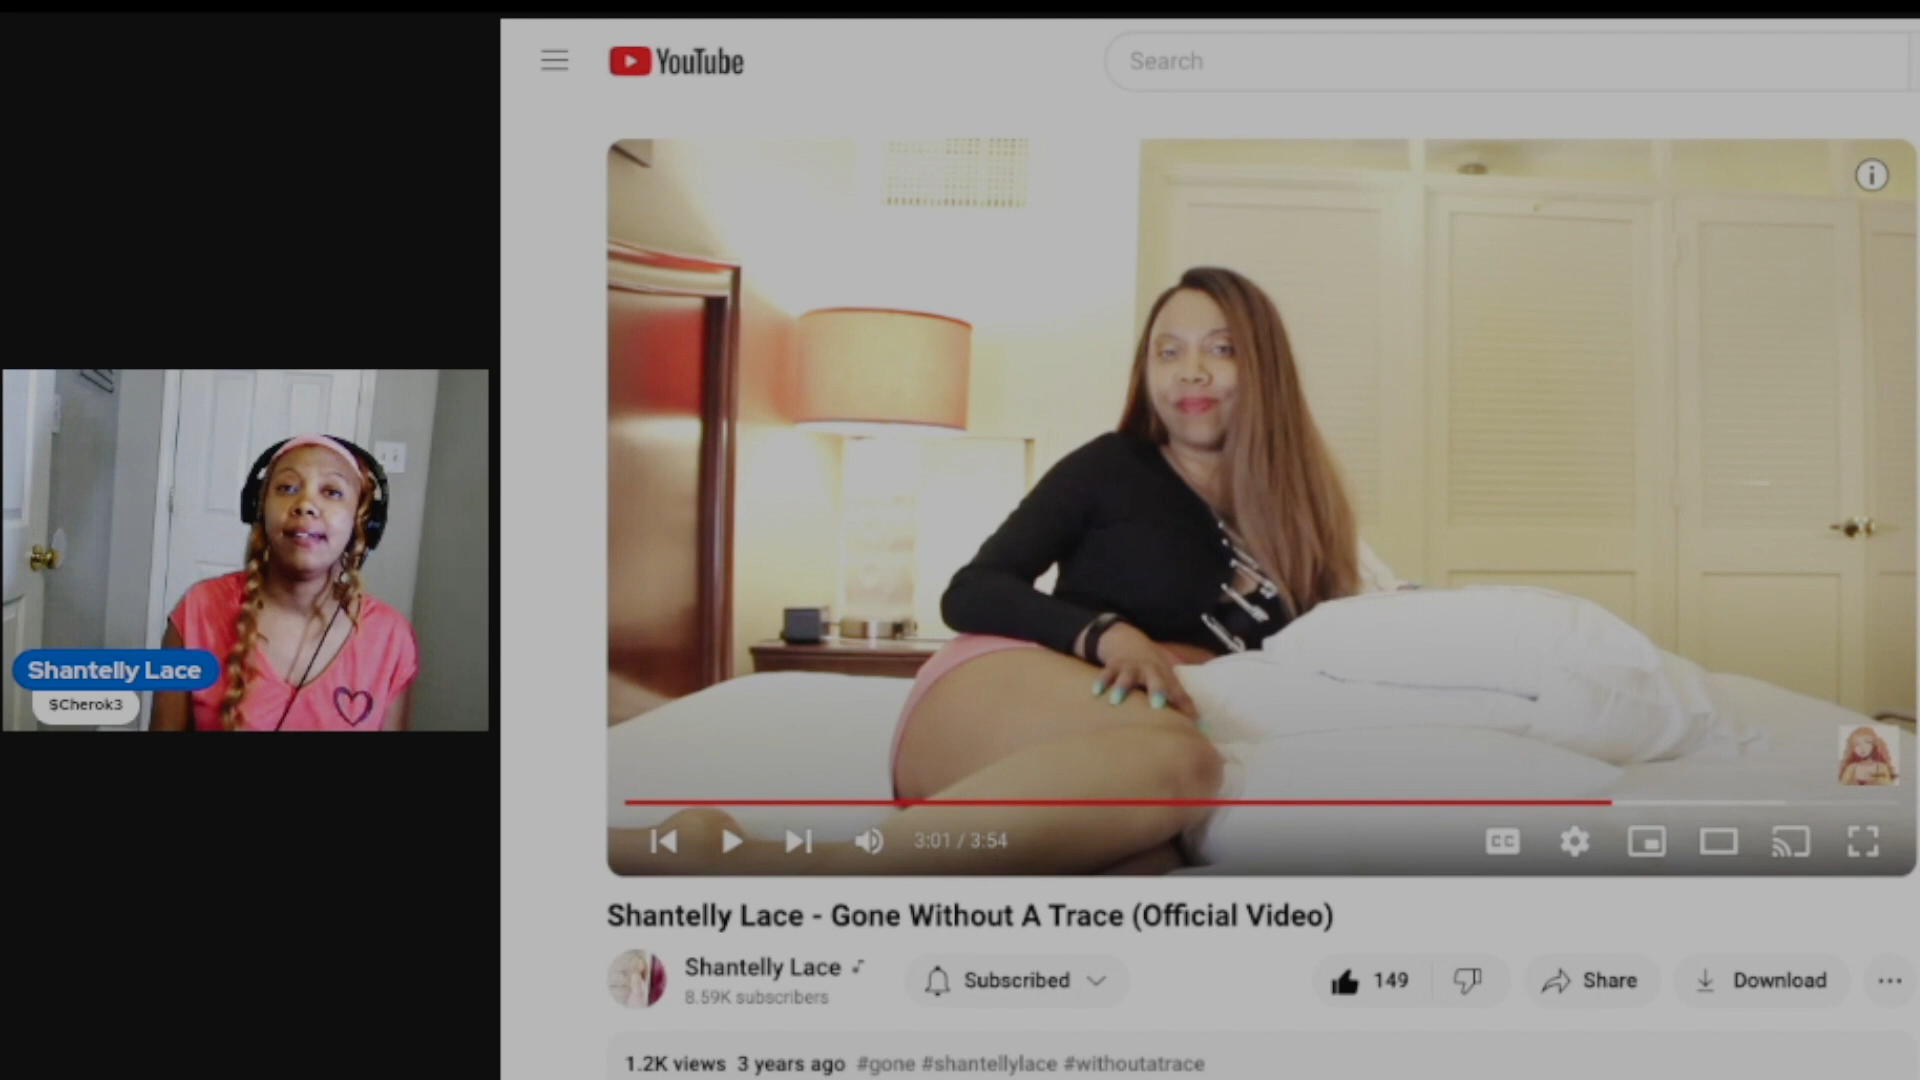 YouTube
Search
Shantelly Lace
$Cherok3
3:01 / 3:54
CC
Shantelly Lace - Gone Without A Trace (Official Video)
Shantelly Lace
8.59K subscribers
Subscribed
149
Share
Download
1.2K views 3 years ago #gone #shantellylace #withoutatrace